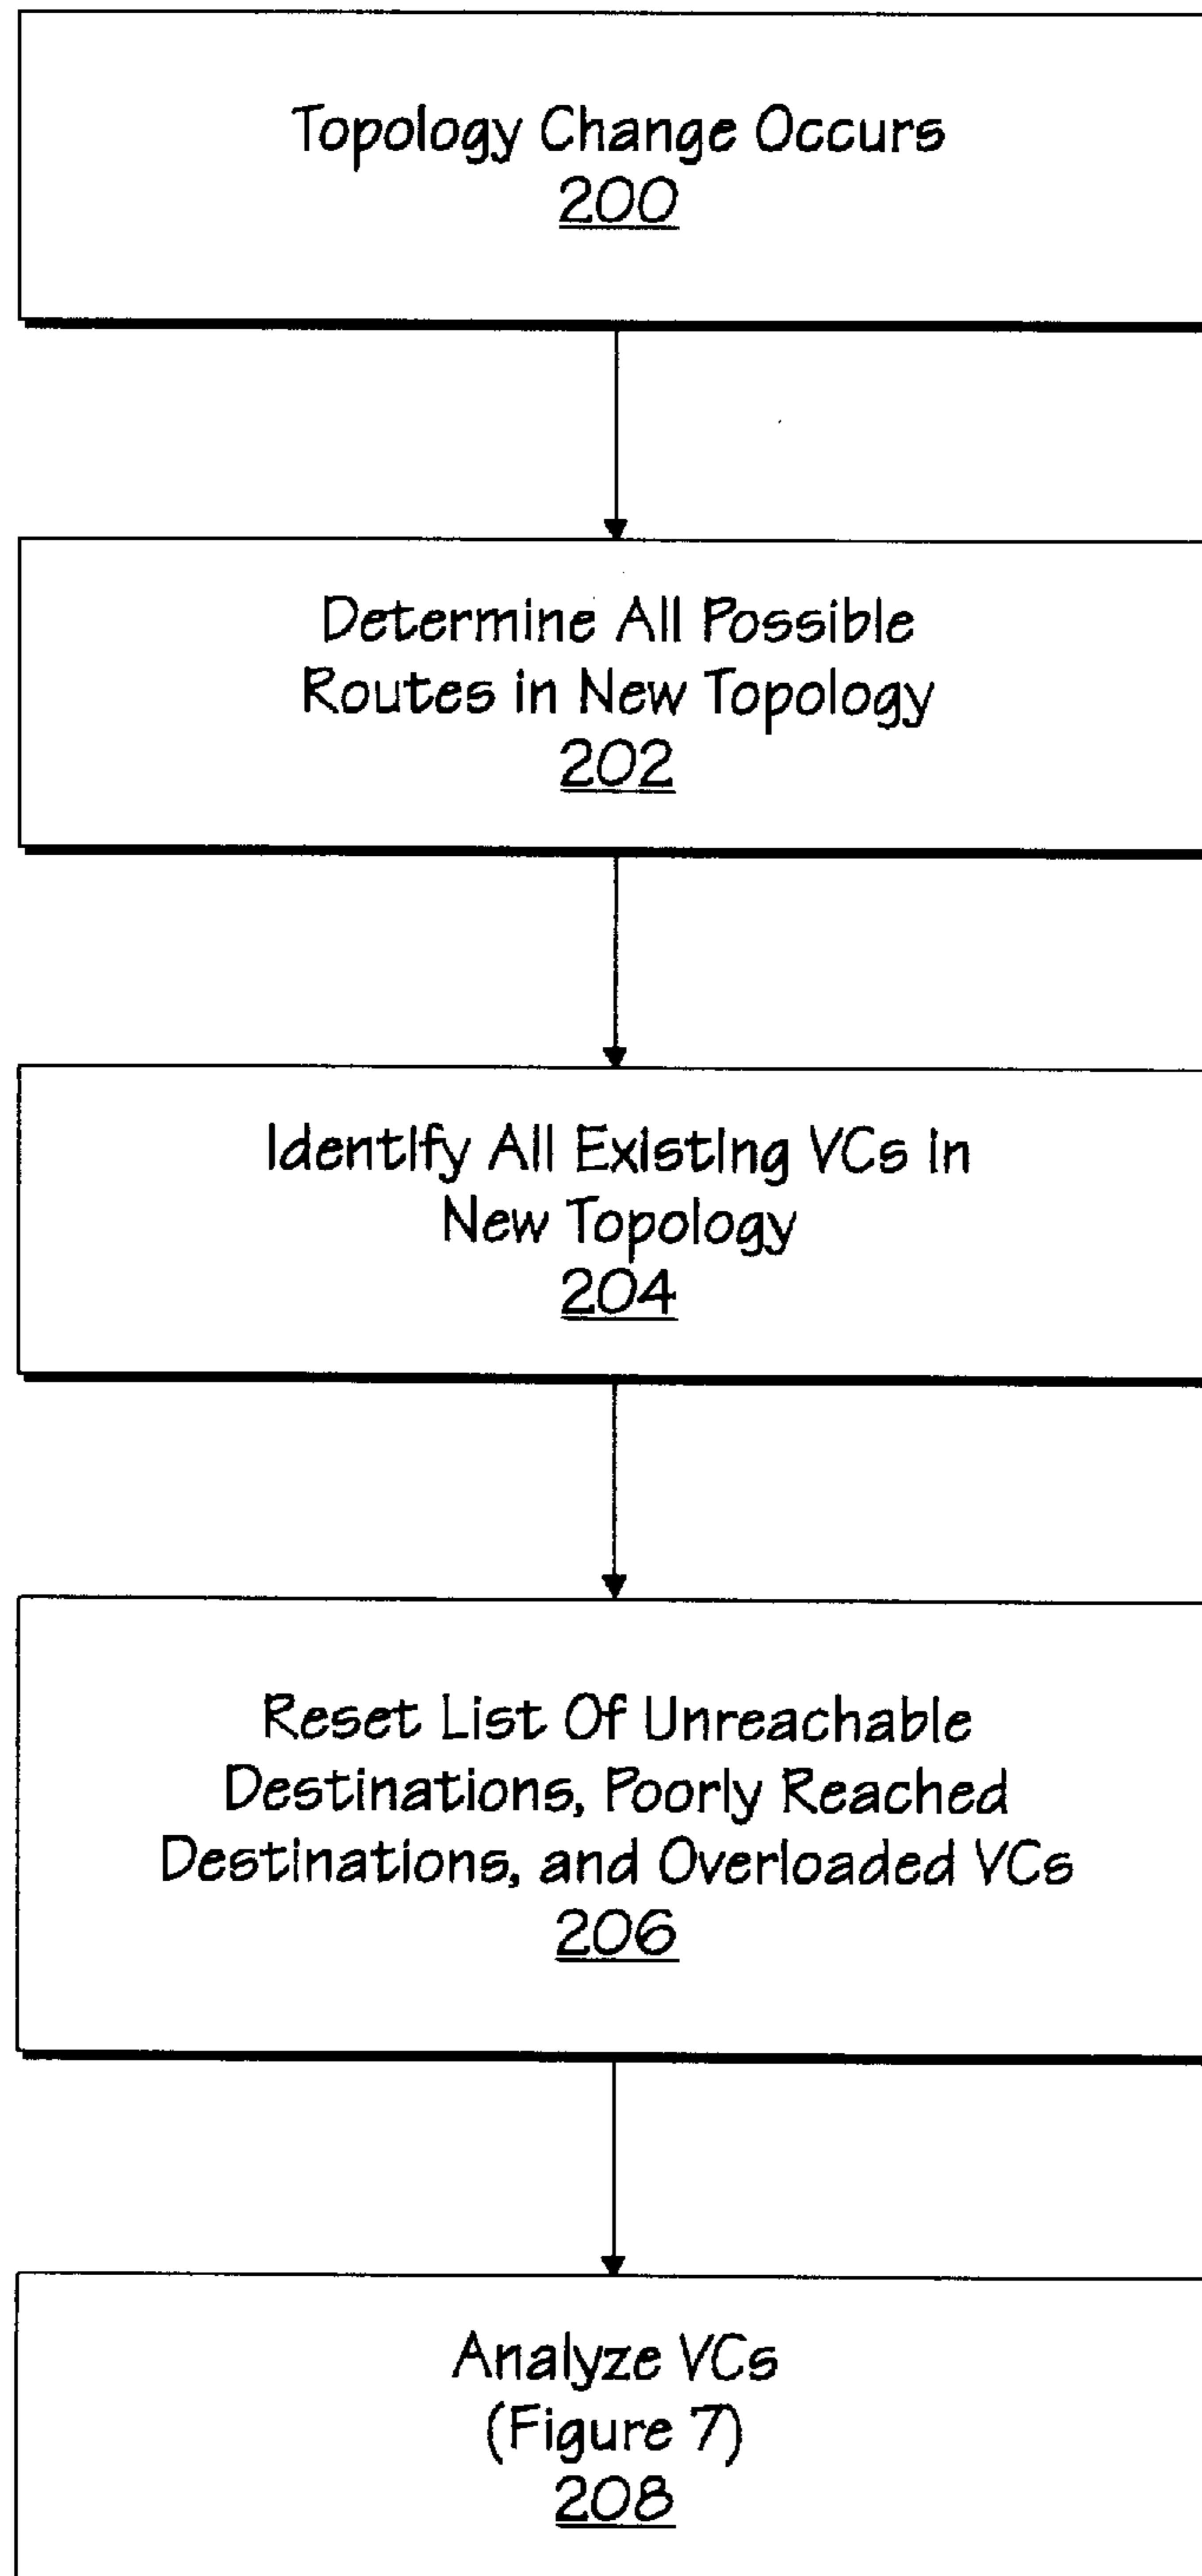 Topology Change Occurs
200
Determine All Possible
Routes in New Topology
202
Identify All Existing VCs in
New Topology
204
Reset List Of Unreachable
Destinations, Poorly Reached
Destinations, and Overloaded VCs
206
Analyze VCs
(Figure 7)
208